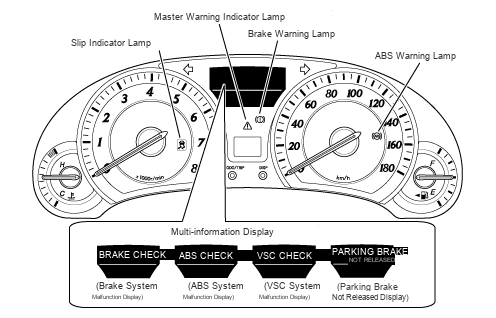 Master Warning Indicator Lamp
Brake Warning Lamp
Slip Indicator Lamp
ABS Warning Lamp
1
2
3
4
5
6
7
8
×1000r/min
H
C
ODO/TRIP
DISP
20
40
60
80
100
120
140
160
180
km/h
F
E
Multi-information Display
BRAKE CHECK
ABS CHECK
VSC CHECK
PARKING BRAKE
NOT RELEASED
(Brake System
Malfunction Display)
(ABS System
Malfunction Display)
(VSC System
Malfunction Display)
(Parking Brake
Not Released Display)